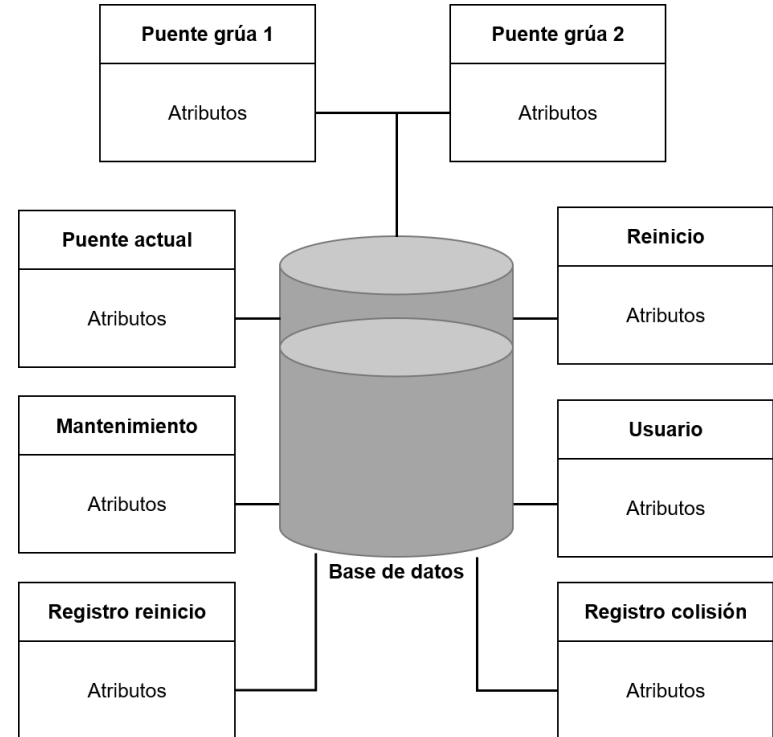 Puente grúa 1
Atributos
Puente grúa 2
Atributos
Puente actual
Atributos
Reinicio
Atributos
Mantenimiento
Atributos
Usuario
Atributos
Base de datos
Registro reinicio
Atributos
Registro colisión
Atributos